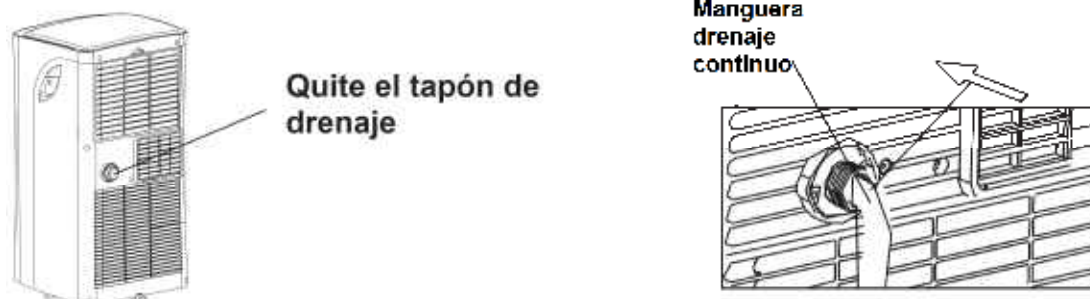 Quite el tapón de
drenaje
Manguera
drenaje
continuo